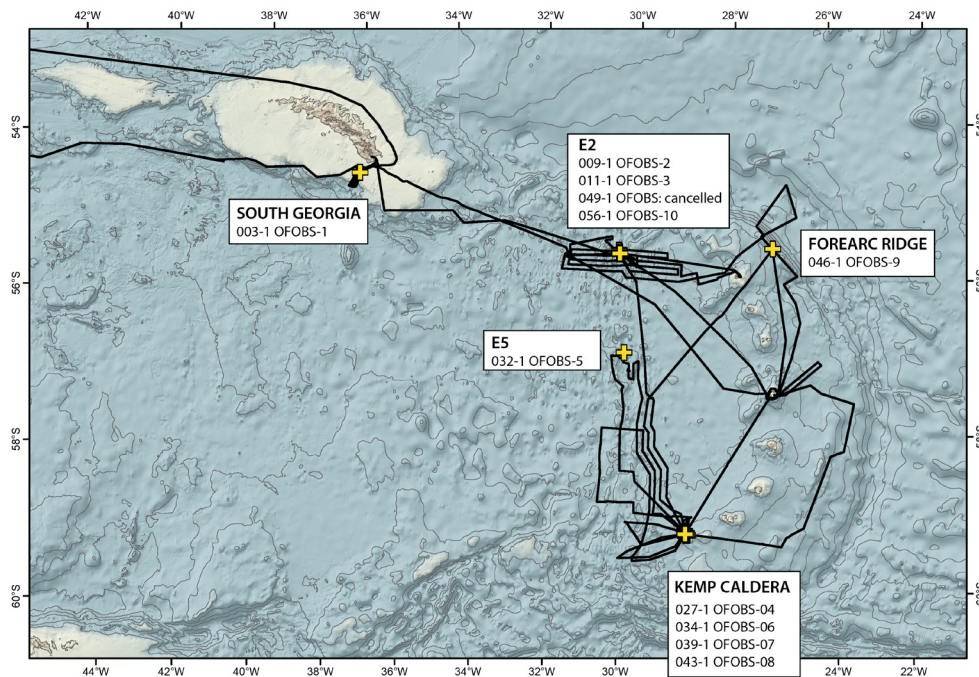 42°W 40°W 38°W 36°W 34°W 32°W 30°W 28°W 26°W 24°W 22°W
54°S
E2
009-1 OFOBS-2
011-1 OFOBS-3
049-1 OFOBS: cancelled
056-1 OFOBS-10
SOUTH GEORGIA
003-1 OFOBS-1
FOREARC RIDGE
046-1 OFOBS-9
56°S
E5
032-1 OFOBS-5
58°S
KEMP CALDERA
027-1 OFOBS-04
034-1 OFOBS-06
039-1 OFOBS-07
043-1 OFOBS-08
60°S
44°W 42°W 40°W 38°W 36°W 34°W 32°W 30°W 28°W 26°W 24°W 22°W